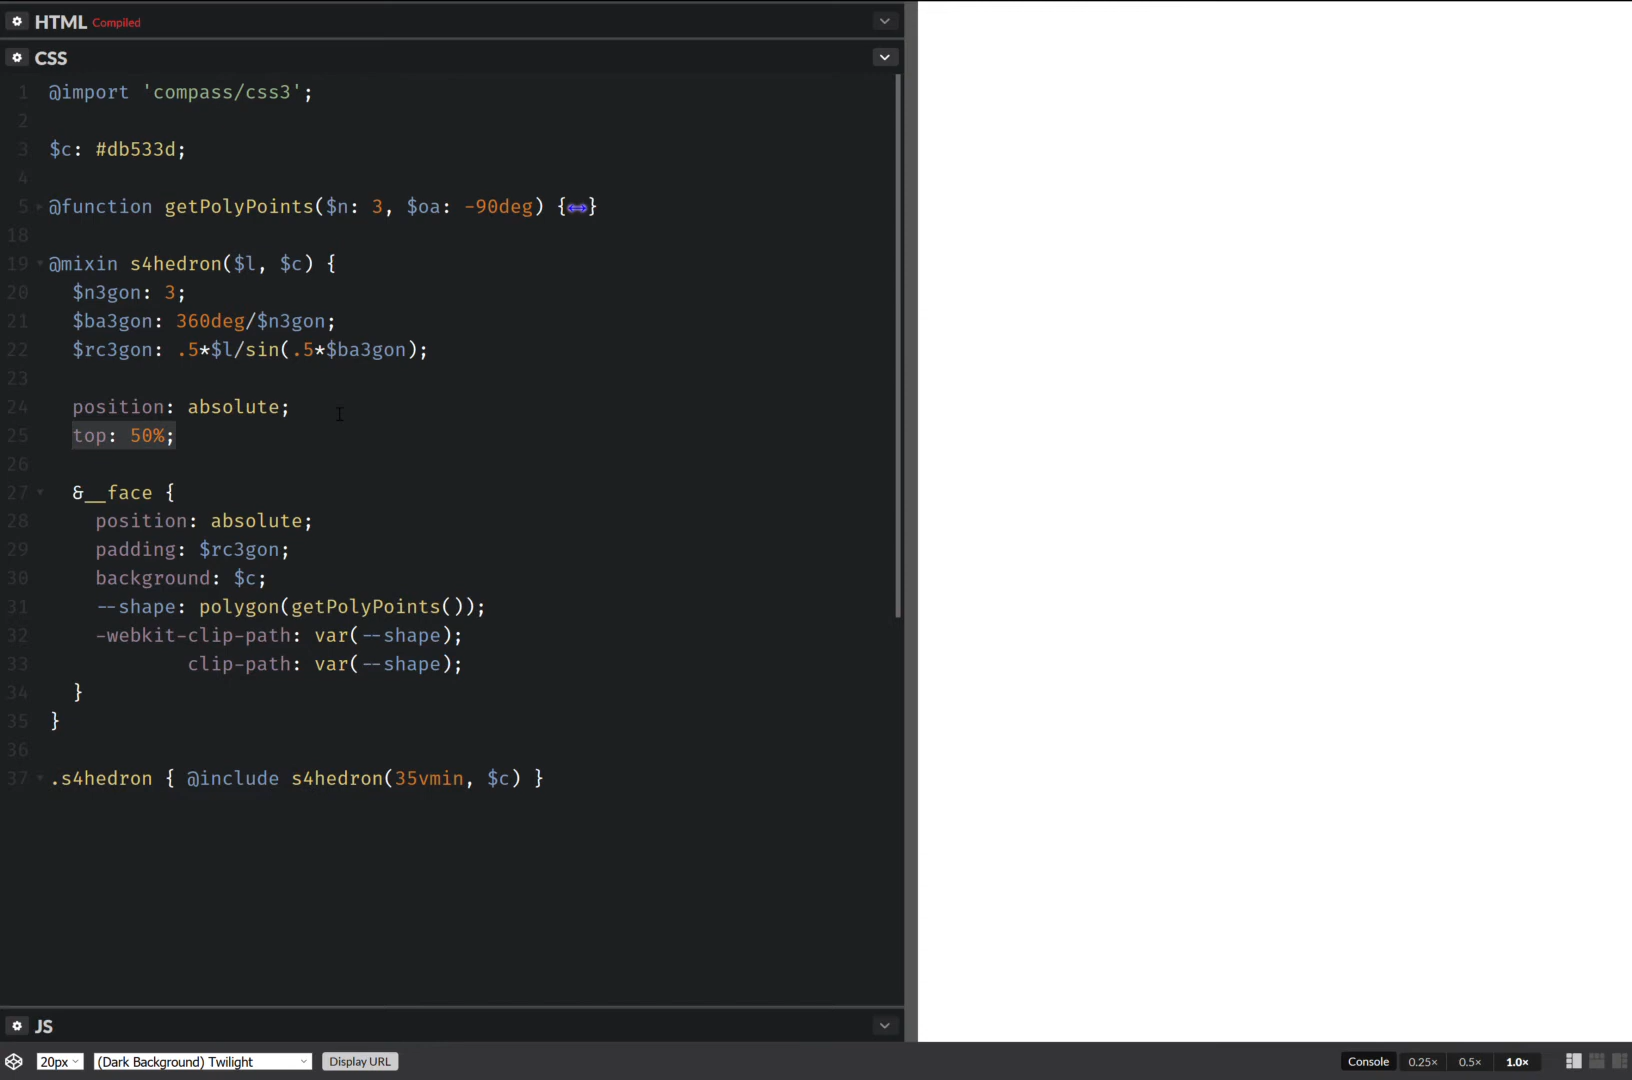 HTML Compiled
CSS
1 @import 'compass/css3';
2
3 $c: #db533d;
4
5 @function getPolyPoints($n: 3, $oa: -90deg) {↔}
18
19 @mixin s4hedron($l, $c) {
20 $n3gon: 3;
21 $ba3gon: 360deg/$n3gon;
22 $rc3gon: .5*$l/sin(.5*$ba3gon);
23
24 position: absolute;
25 top: 50%;
26
27 &__face {
28 position: absolute;
29 padding: $rc3gon;
30 background: $c;
31 --shape: polygon(getPolyPoints());
32 -webkit-clip-path: var(--shape);
33 clip-path: var(--shape);
34 }
35 }
36
37 .s4hedron { @include s4hedron(35vmin, $c) }
JS
20px (Dark Background) Twilight Display URL Console 0.25× 0.5× 1.0×